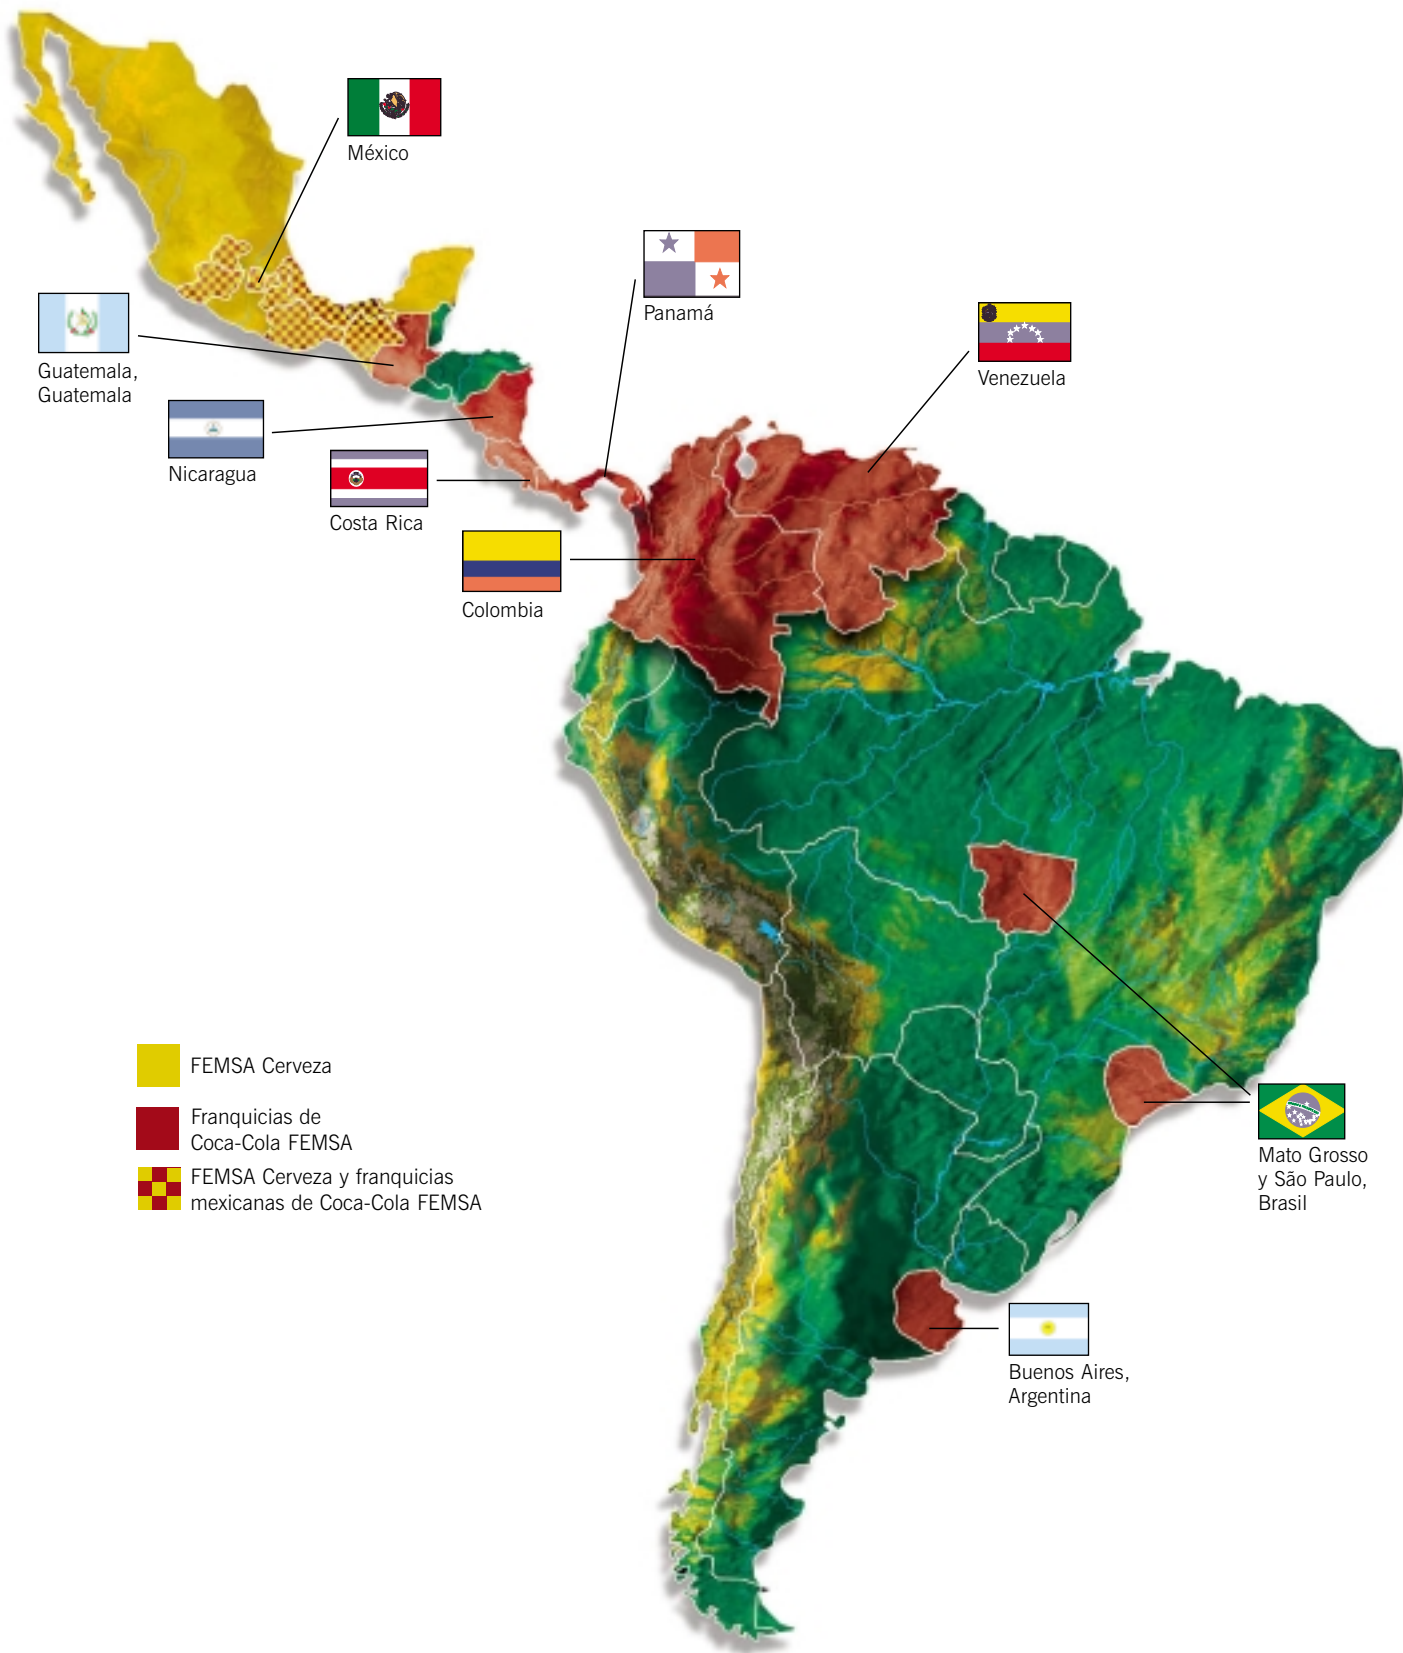 México
Panamá
Guatemala,
Guatemala
Venezuela
Nicaragua
Costa Rica
Colombia
FEMSA Cerveza
Franquicias de
Coca-Cola FEMSA
FEMSA Cerveza y franquicias
mexicanas de Coca-Cola FEMSA
Mato Grosso
y São Paulo,
Brasil
Buenos Aires,
Argentina